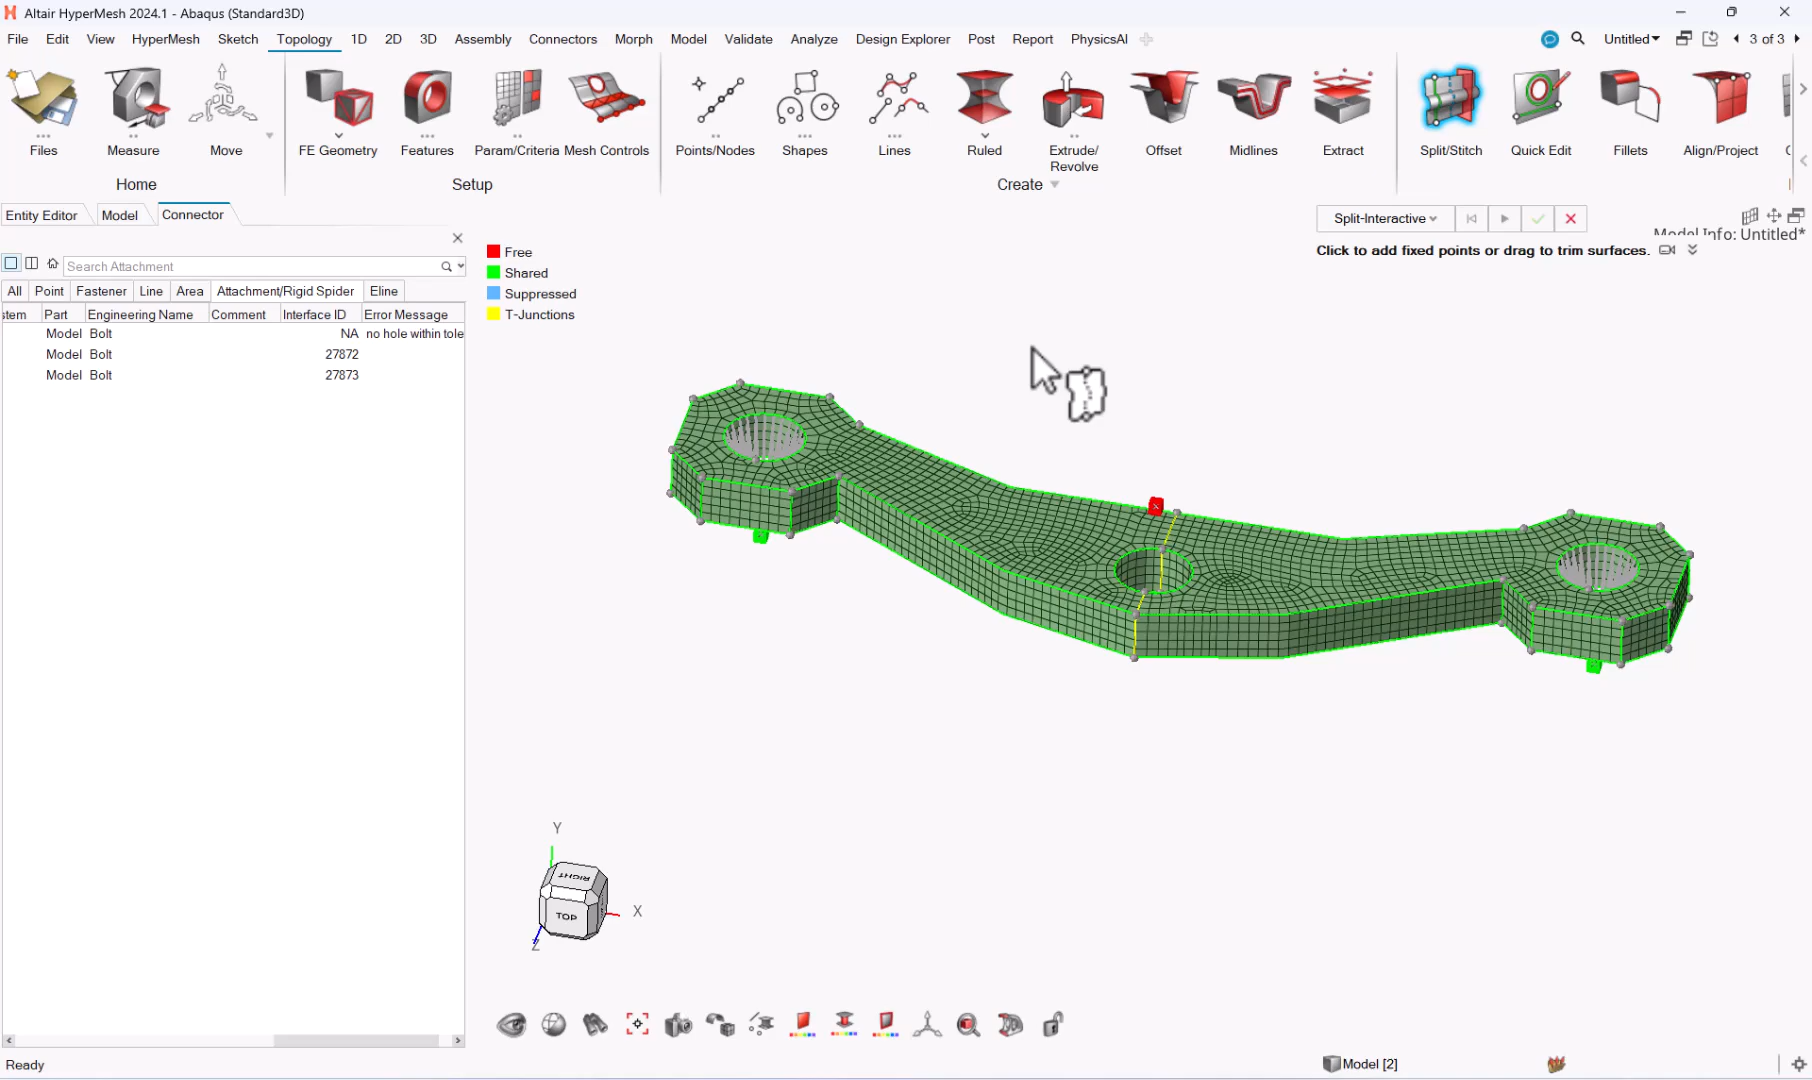 Altair HyperMesh 2024.1 - Abaqus (Standard3D)
File Edit View HyperMesh Sketch Topology 1D 2D 3D Assembly Connectors Morph Model Validate Analyze Design Explorer Post Report PhysicsAI Untitled 3 of 3
Files Measure Move FE Geometry Features Param/Criteria Mesh Controls Points/Nodes Shapes Lines Ruled Extrude/ Offset Midlines Extract Split/Stitch Quick Edit Fillets Align/Project
Revolve
Home Setup Create
Entity Editor Model Connector
Split-Interactive
Model Info: Untitled*
Click to add fixed points or drag to trim surfaces.
Search Attachment
All Point Fastener Line Area Attachment/Rigid Spider Eline
stem Part Engineering Name Comment Interface ID Error Message
Model Bolt NA no hole within tole
Model Bolt 27872
Model Bolt 27873
Free
Shared
Suppressed
T-Junctions
Y
RIGHT
TOP
X
Z
Ready
Model [2]